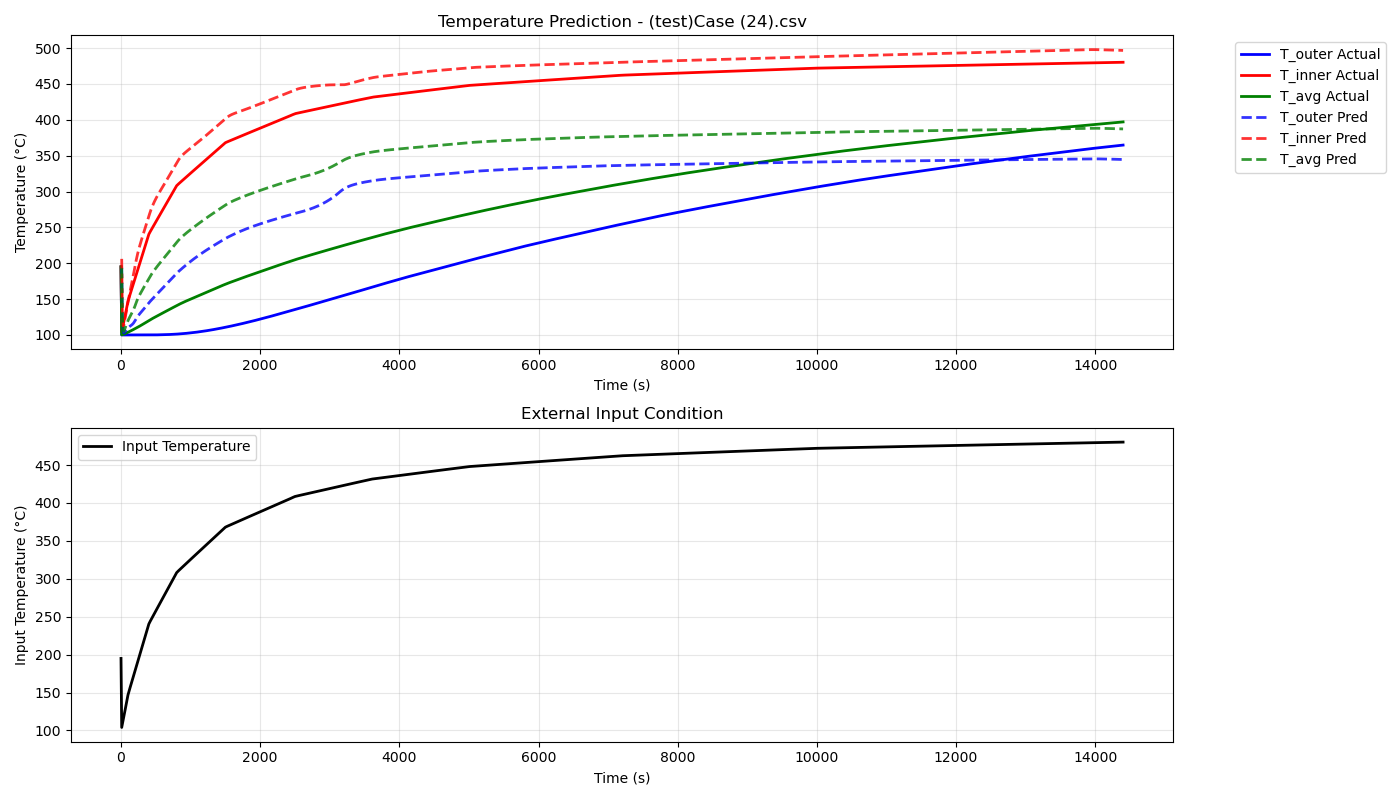 Temperature Prediction - (test)Case (24).csv
Temperature (°C)
500
450
400
350
300
250
200
150
100
0 2000 4000 6000 8000 10000 12000 14000
Time (s)
T_outer Actual
T_inner Actual
T_avg Actual
T_outer Pred
T_inner Pred
T_avg Pred
External Input Condition
Input Temperature
Input Temperature (°C)
450
400
350
300
250
200
150
100
0 2000 4000 6000 8000 10000 12000 14000
Time (s)